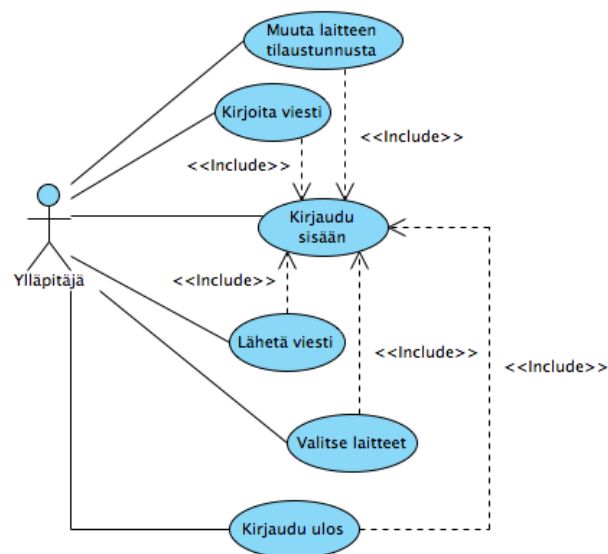 Muuta laitteen
tilaustunnusta
Kirjoita viesti
<<Include>>
<<Include>>
Kirjaudu
sisään
Ylläpitäjä
<<Include>>
Lähetä viesti
<<Include>>
<<Include>>
Valitse laitteet
Kirjaudu ulos